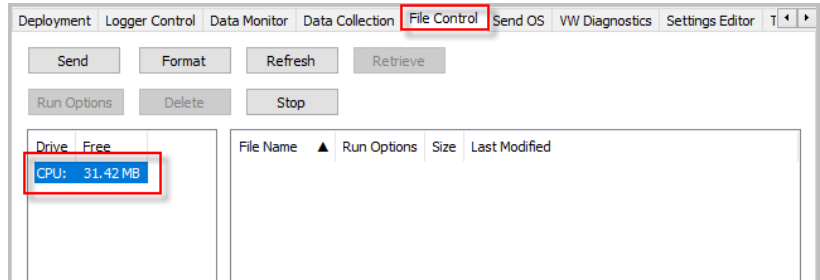 Deployment Logger Control Data Monitor Data Collection File Control Send OS VW Diagnostics Settings Editor
Send Format Refresh Retrieve
Run Options Delete Stop
Drive Free File Name Run Options Size Last Modified
CPU: 31.42 MB